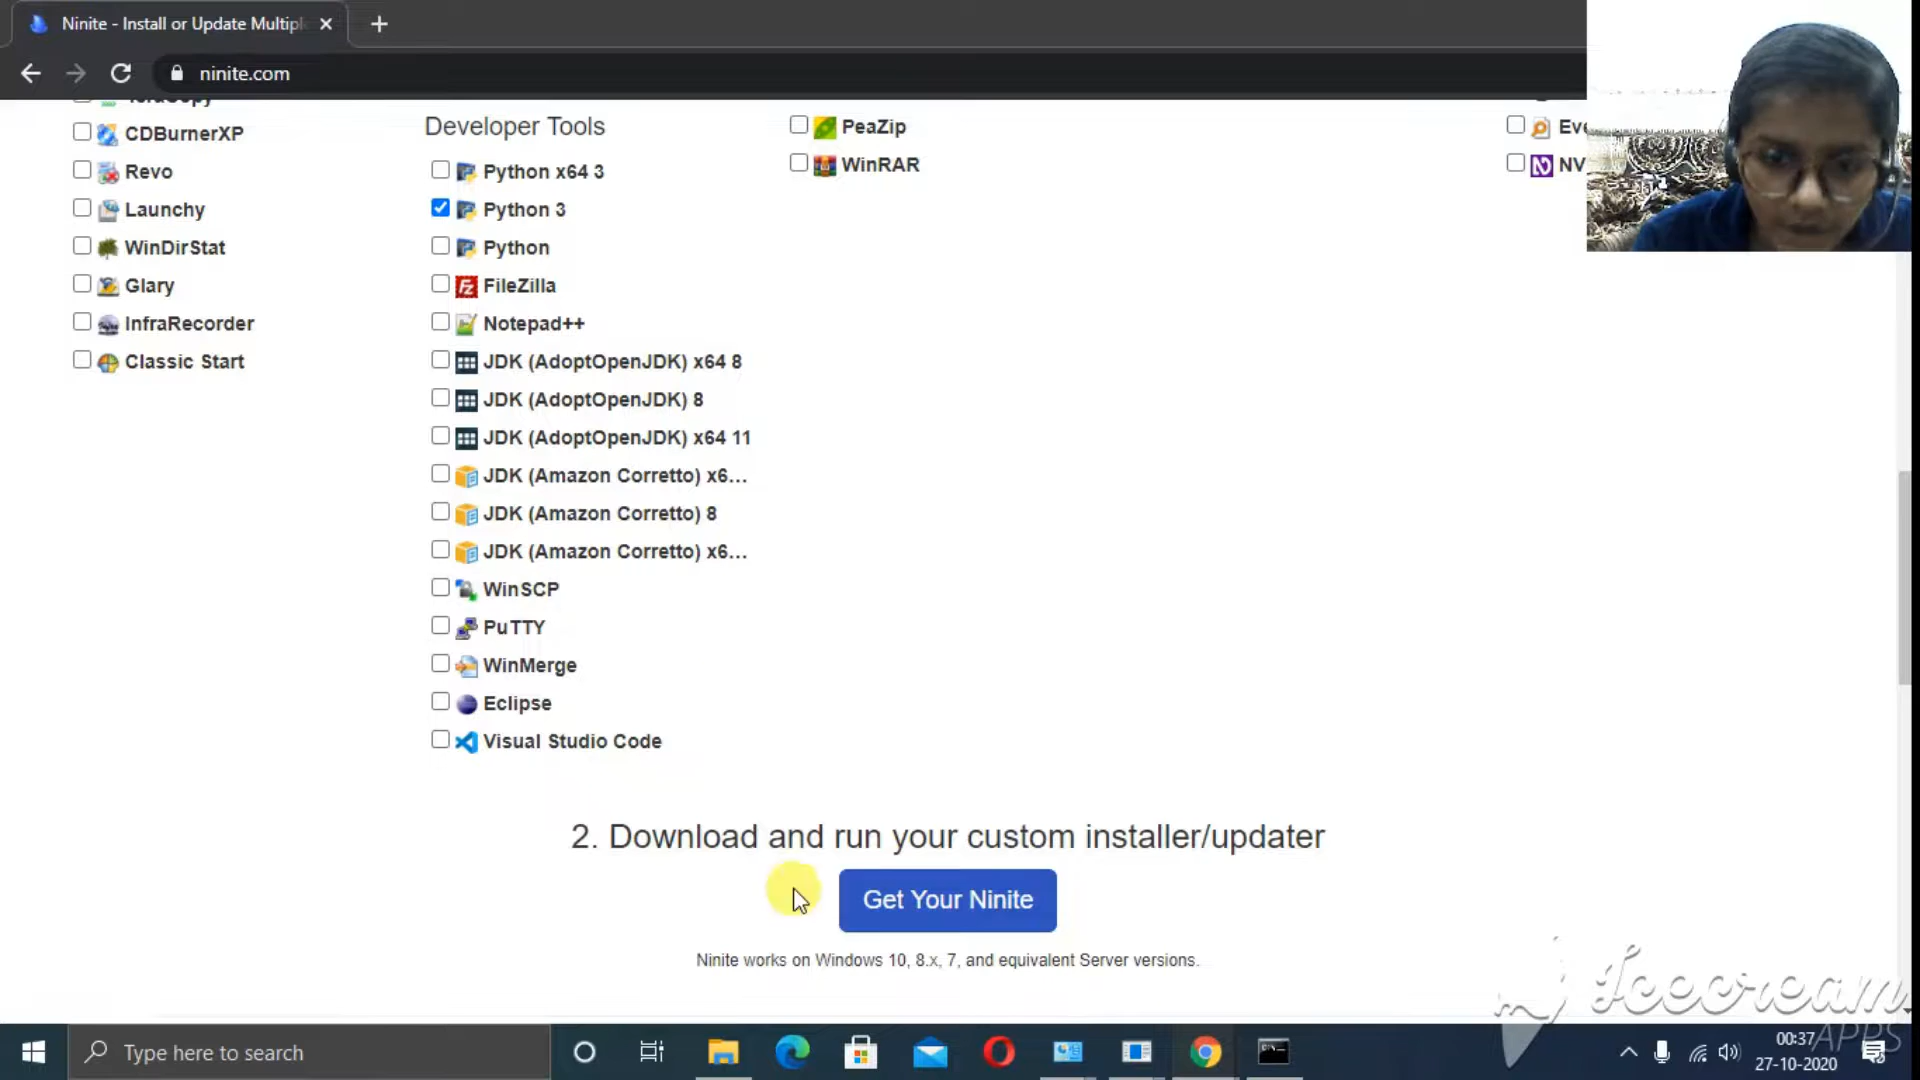 Ninite - Install or Update Multipl
ninite.com
CDBurnerXP
Revo
Launchy
WinDirStat
Glary
InfraRecorder
Classic Start
Developer Tools
Python x64 3
Python 3
Python
FileZilla
Notepad++
JDK (AdoptOpenJDK) x64 8
JDK (AdoptOpenJDK) 8
JDK (AdoptOpenJDK) x64 11
JDK (Amazon Corretto) x6...
JDK (Amazon Corretto) 8
JDK (Amazon Corretto) x6...
WinSCP
PuTTY
WinMerge
Eclipse
Visual Studio Code
PeaZip
WinRAR
Eve
NV
2. Download and run your custom installer/updater
Get Your Ninite
Ninite works on Windows 10, 8.x, 7, and equivalent Server versions.
Icecream
APPS
Type here to search
00:37
27-10-2020